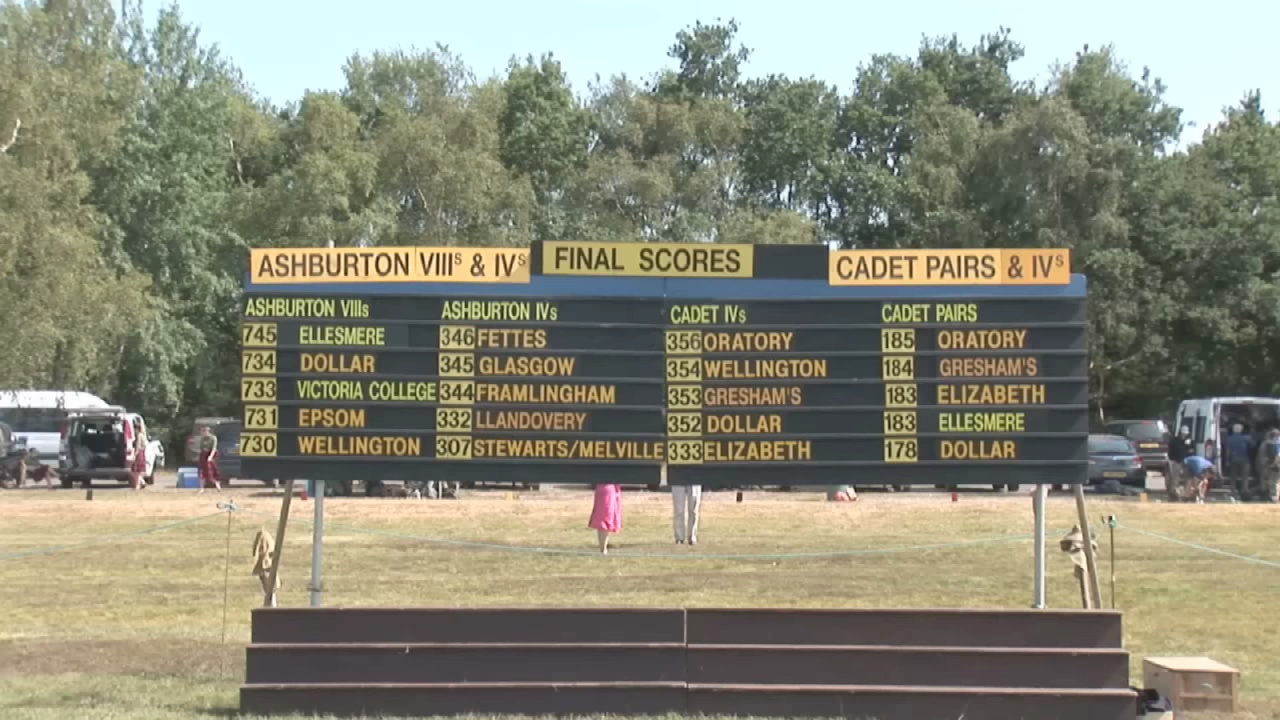 ASHBURTON VIIIs & IVs
FINAL SCORES
CADET PAIRS & IVs
ASHBURTON VIIIs
745 ELLESMERE
734 DOLLAR
733 VICTORIA COLLEGE
731 EPSOM
730 WELLINGTON
ASHBURTON IVs
346 FETTES
345 GLASGOW
344 FRAMLINGHAM
332 LLANDOVERY
307 STEWARTS/MELVILLE
CADET IVs
356 ORATORY
354 WELLINGTON
353 GRESHAM'S
352 DOLLAR
333 ELIZABETH
CADET PAIRS
185 ORATORY
184 GRESHAM'S
183 ELIZABETH
183 ELLESMERE
178 DOLLAR